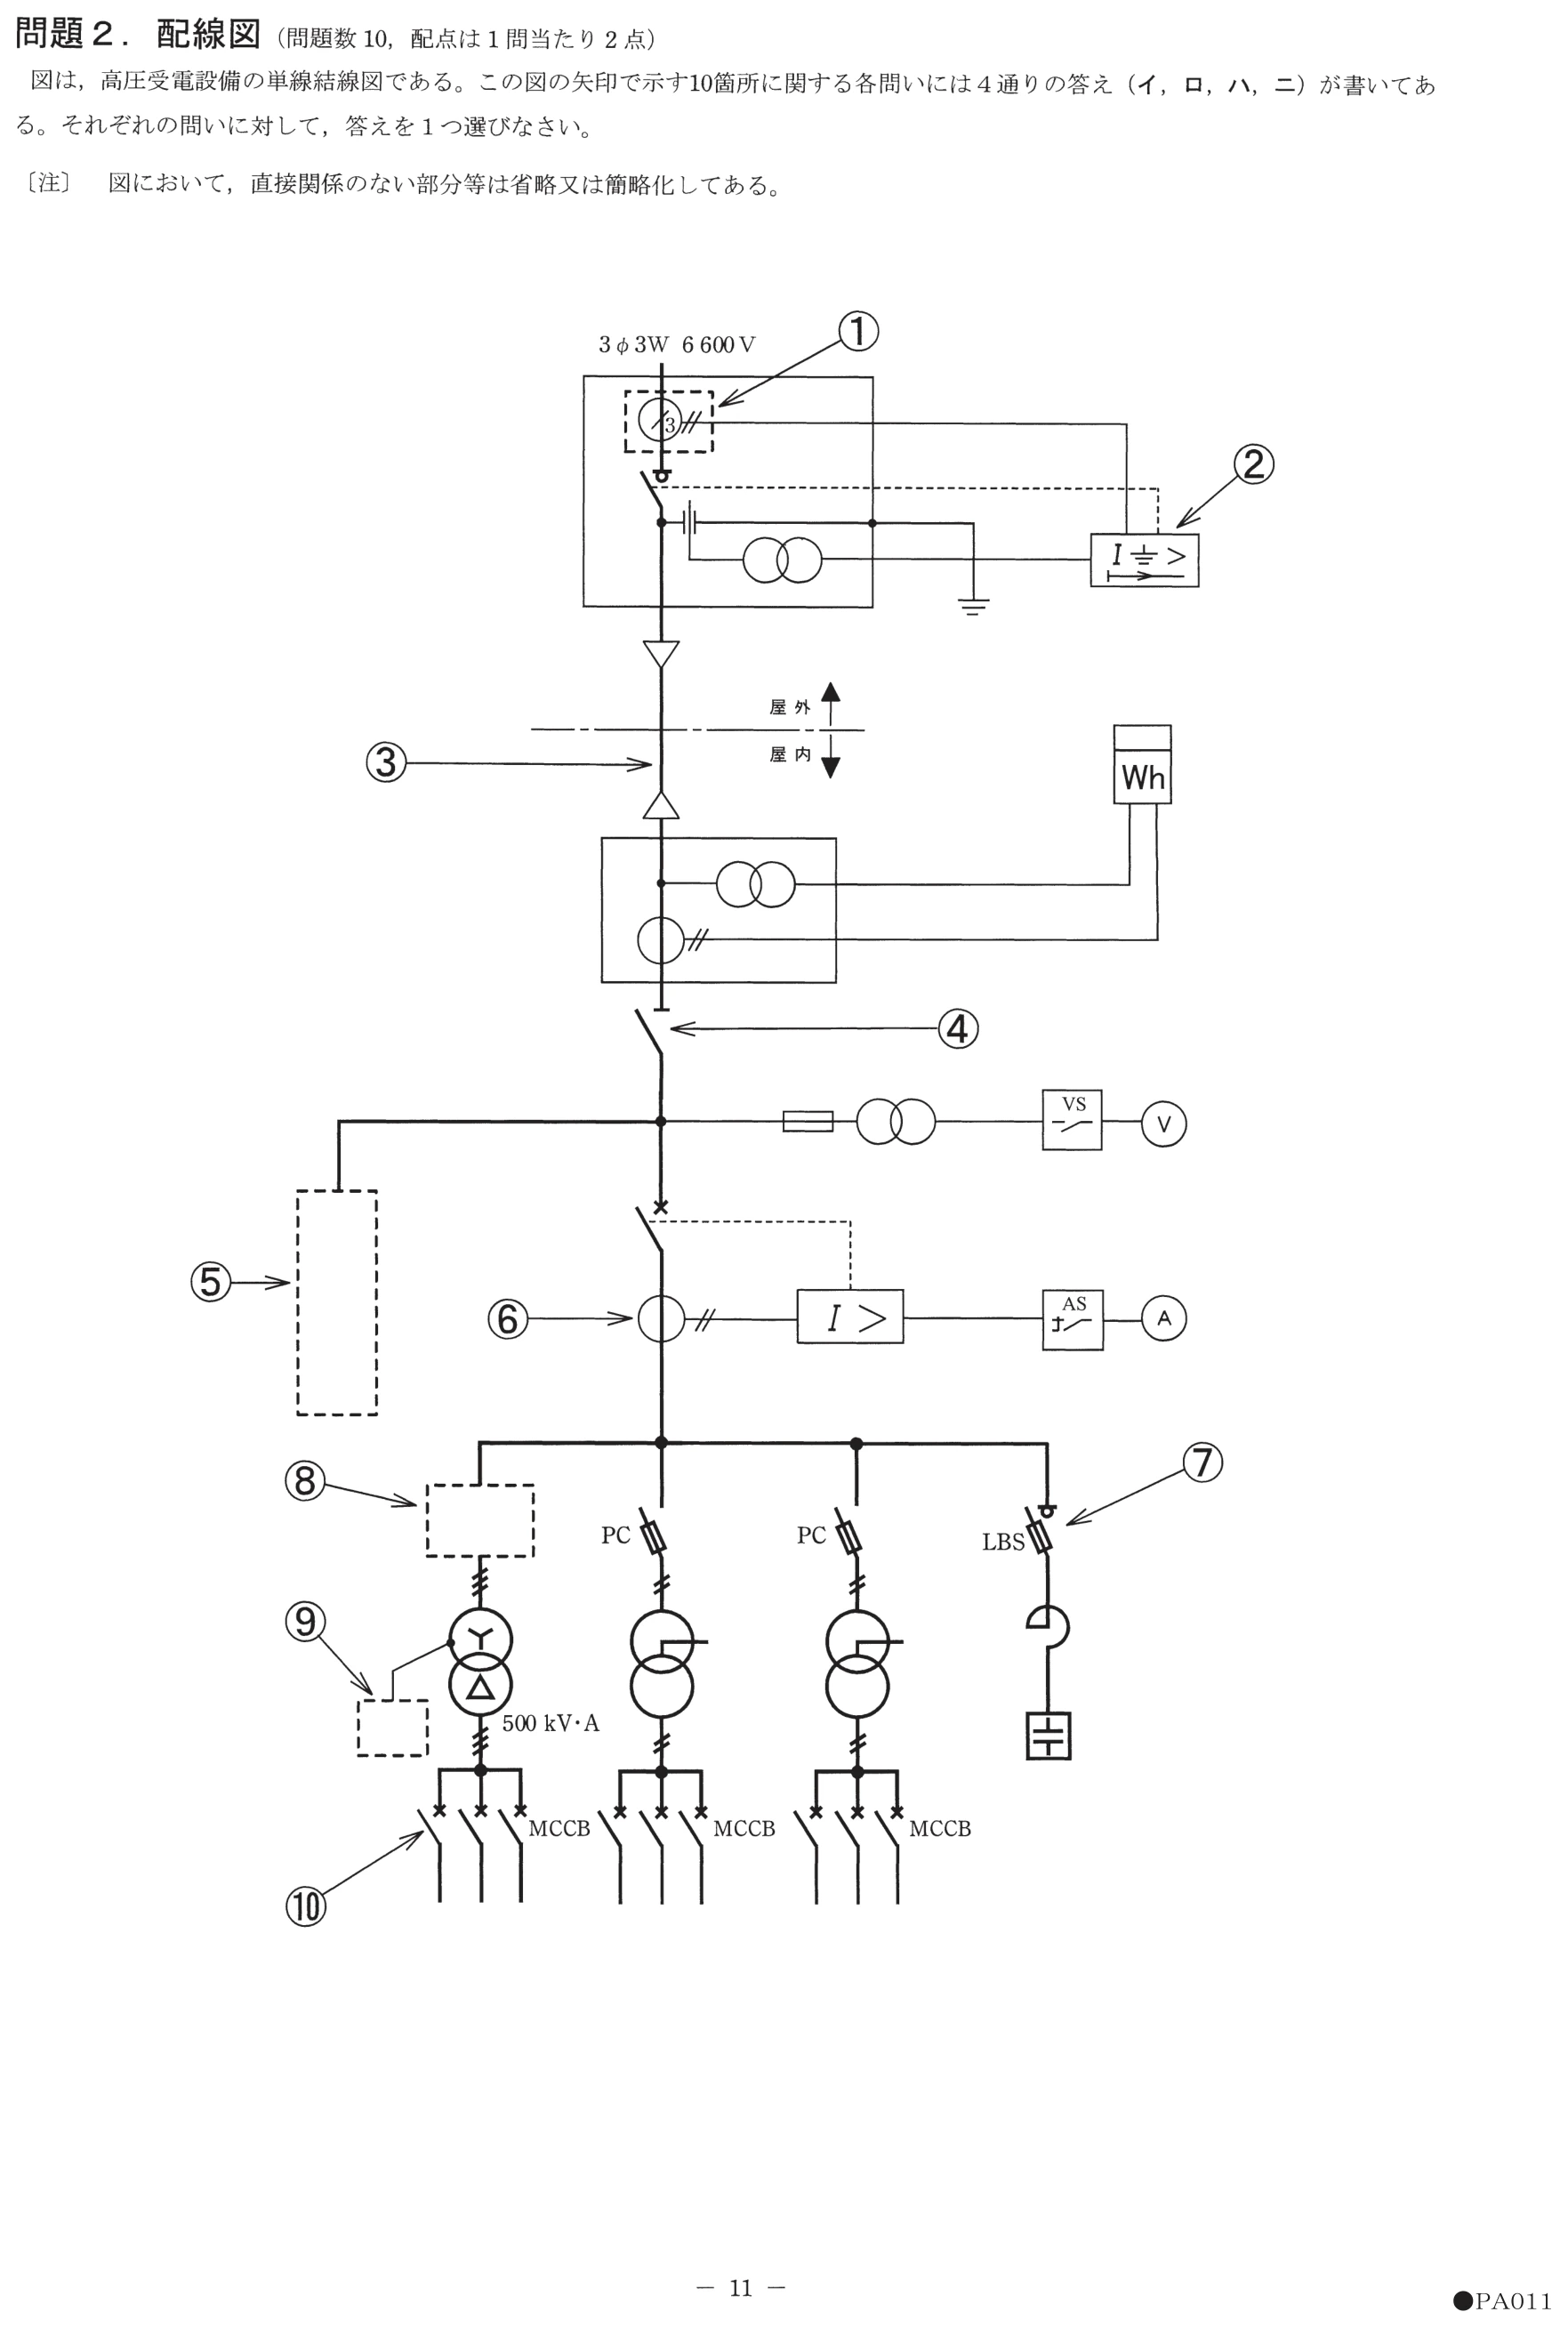 問題２．配線図（問題数 10，配点は１問当たり２点）
図は，高圧受電設備の単線結線図である。この図の矢印で示す10箇所に関する各問いには４通りの答え（イ，ロ，ハ，ニ）が書いてあ
る。それぞれの問いに対して，答えを１つ選びなさい。
〔注〕　図において，直接関係のない部分等は省略又は簡略化してある。
①
3φ3W 6 600 V
3
②
I >
屋外
屋内
③
Wh
④
VS
V
⑤
⑥
I >
AS
A
⑦
⑧
PC
PC
LBS
⑨
500 kV·A
MCCB
MCCB
MCCB
⑩
― 11 ―
●PA011